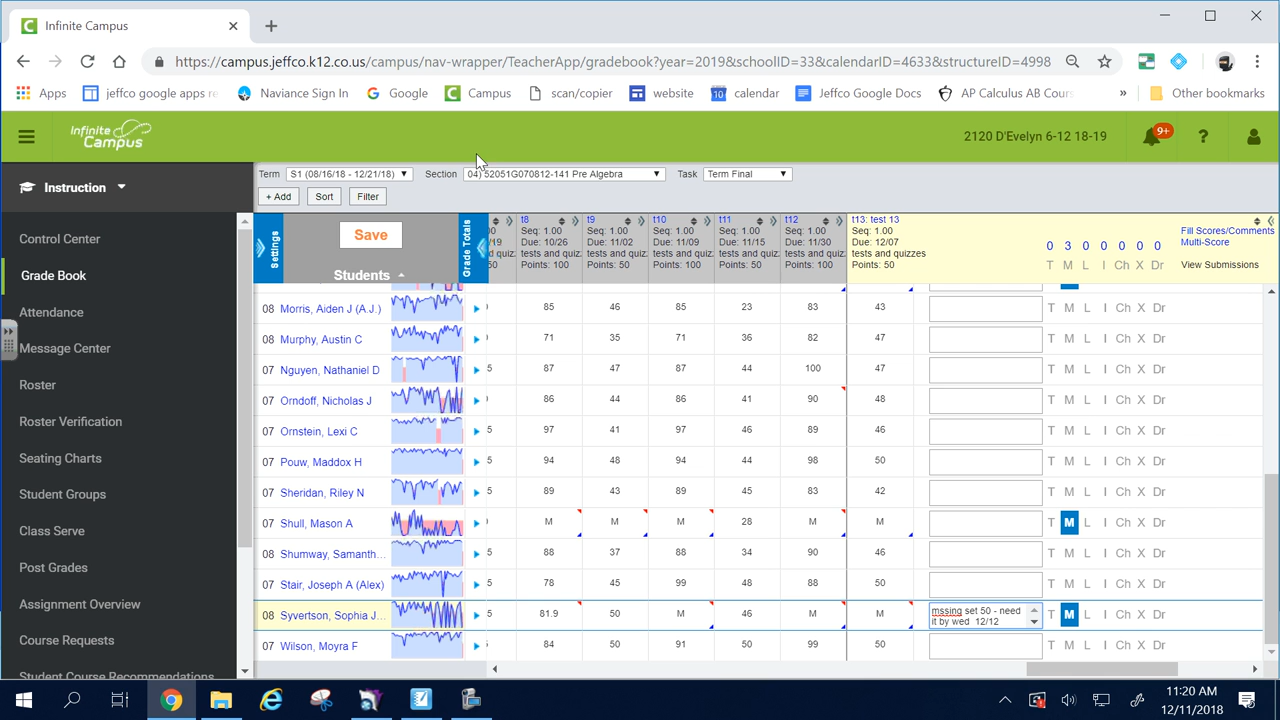 Infinite Campus
https://campus.jeffco.k12.co.us/campus/nav-wrapper/TeacherApp/gradebook?year=2019&schoolID=33&calendarID=4633&structureID=4998
Apps jeffco google apps re Naviance Sign In Google Campus scan/copier website calendar Jeffco Google Docs AP Calculus AB Cours » Other bookmarks
Infinite Campus 2120 D'Evelyn 6-12 18-19 9+ ?
Instruction
Term S1 (08/16/18 - 12/21/18) Section 04) 52051G070812-141 Pre Algebra Task Term Final
+ Add Sort Filter
Control Center
Grade Book
Attendance
Message Center
Roster
Roster Verification
Seating Charts
Student Groups
Class Serve
Post Grades
Assignment Overview
Course Requests
Student Course Recommendations
Settings Save Students Grade Totals
t8 t9 t10 t11 t12 t13: test 13
Seq: 1.00 Seq: 1.00 Seq: 1.00 Seq: 1.00 Seq: 1.00 Seq: 1.00
/19 Due: 10/26 Due: 11/02 Due: 11/09 Due: 11/15 Due: 11/30 Due: 12/07
nd quiz tests and quiz tests and quiz tests and quiz tests and quiz tests and quiz tests and quizzes
Points: 100 Points: 50 Points: 100 Points: 50 Points: 100 Points: 50
0 3 0 0 0 0 0
T M L I Ch X Dr
Fill Scores/Comments
Multi-Score
View Submissions
08 Morris, Aiden J (A.J.) 85 46 85 23 83 43 T M L I Ch X Dr
08 Murphy, Austin C 71 35 71 36 82 47 T M L I Ch X Dr
07 Nguyen, Nathaniel D 87 47 87 44 100 47 T M L I Ch X Dr
07 Orndoff, Nicholas J 86 44 86 41 90 48 T M L I Ch X Dr
07 Ornstein, Lexi C 97 41 97 46 89 46 T M L I Ch X Dr
07 Pouw, Maddox H 94 48 94 44 98 50 T M L I Ch X Dr
07 Sheridan, Riley N 89 43 89 45 83 42 T M L I Ch X Dr
07 Shull, Mason A M M M 28 M M T M L I Ch X Dr
08 Shumway, Samanth... 88 37 88 34 90 46 T M L I Ch X Dr
07 Stair, Joseph A (Alex) 78 45 99 48 88 50 T M L I Ch X Dr
08 Syvertson, Sophia J... 81.9 50 M 46 M M mssing set 50 - need T M L I Ch X Dr
it by wed 12/12
07 Wilson, Moyra F 84 50 91 50 99 50 T M L I Ch X Dr
11:20 AM
12/11/2018